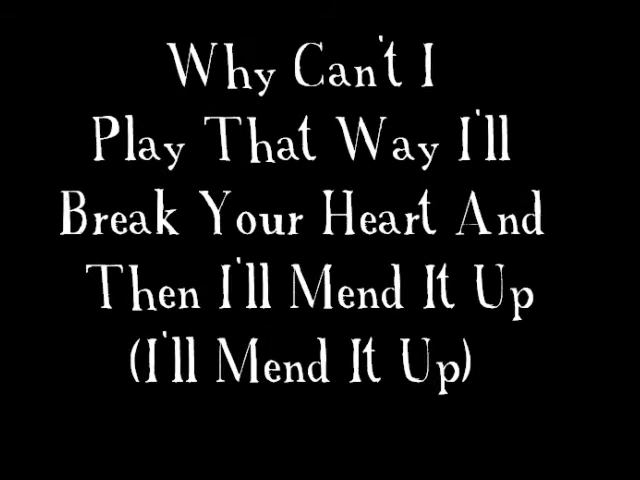 Why Can't I
Play That Way I'll
Break Your Heart And
Then I'll Mend It Up
(I'll Mend It Up)